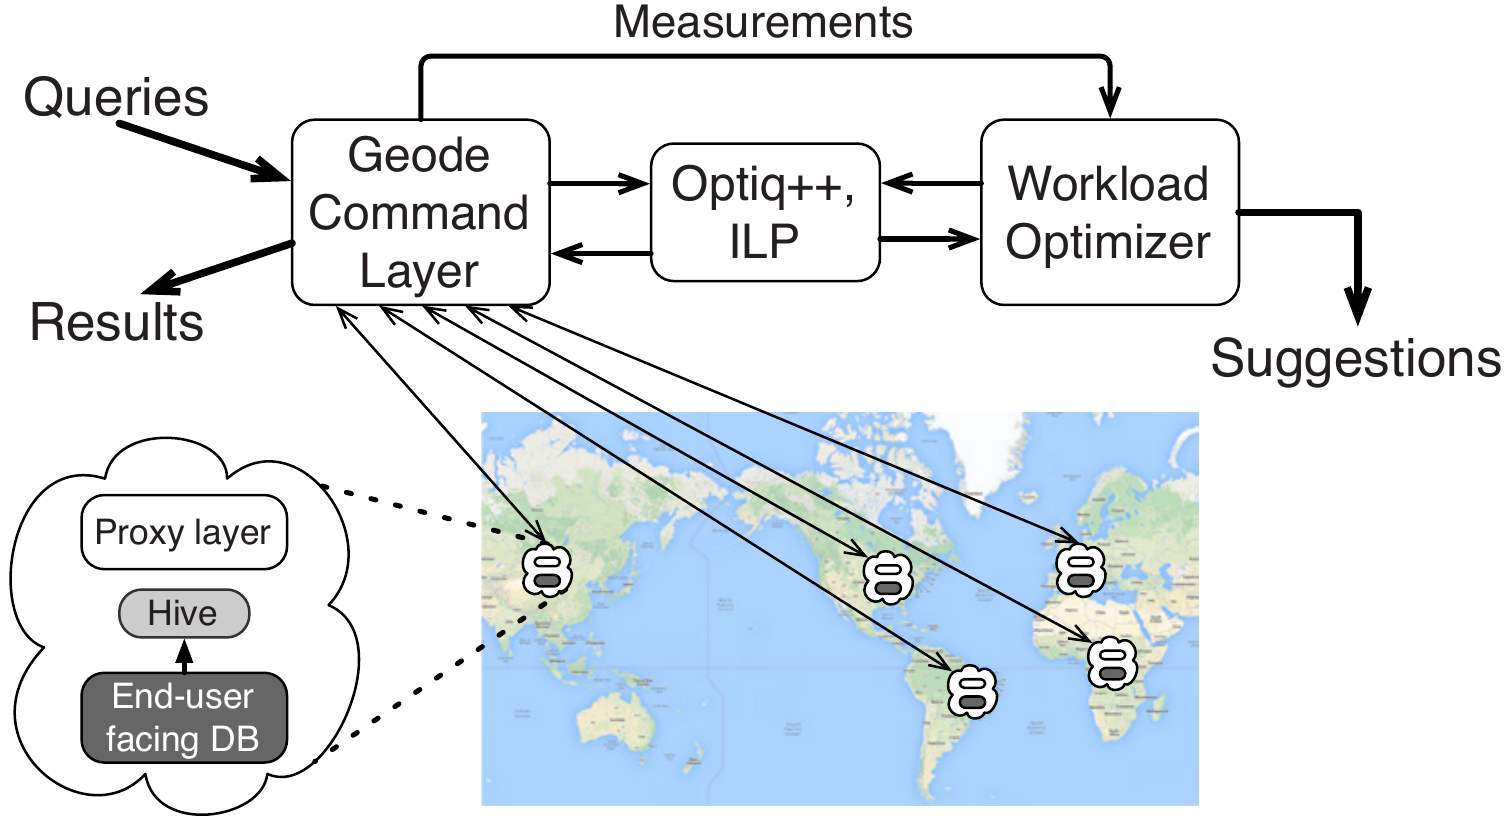 Measurements
Queries
Geode
Command
Layer
Optiq++,
ILP
Workload
Optimizer
Results
Suggestions
Proxy layer
Hive
End-user
facing DB